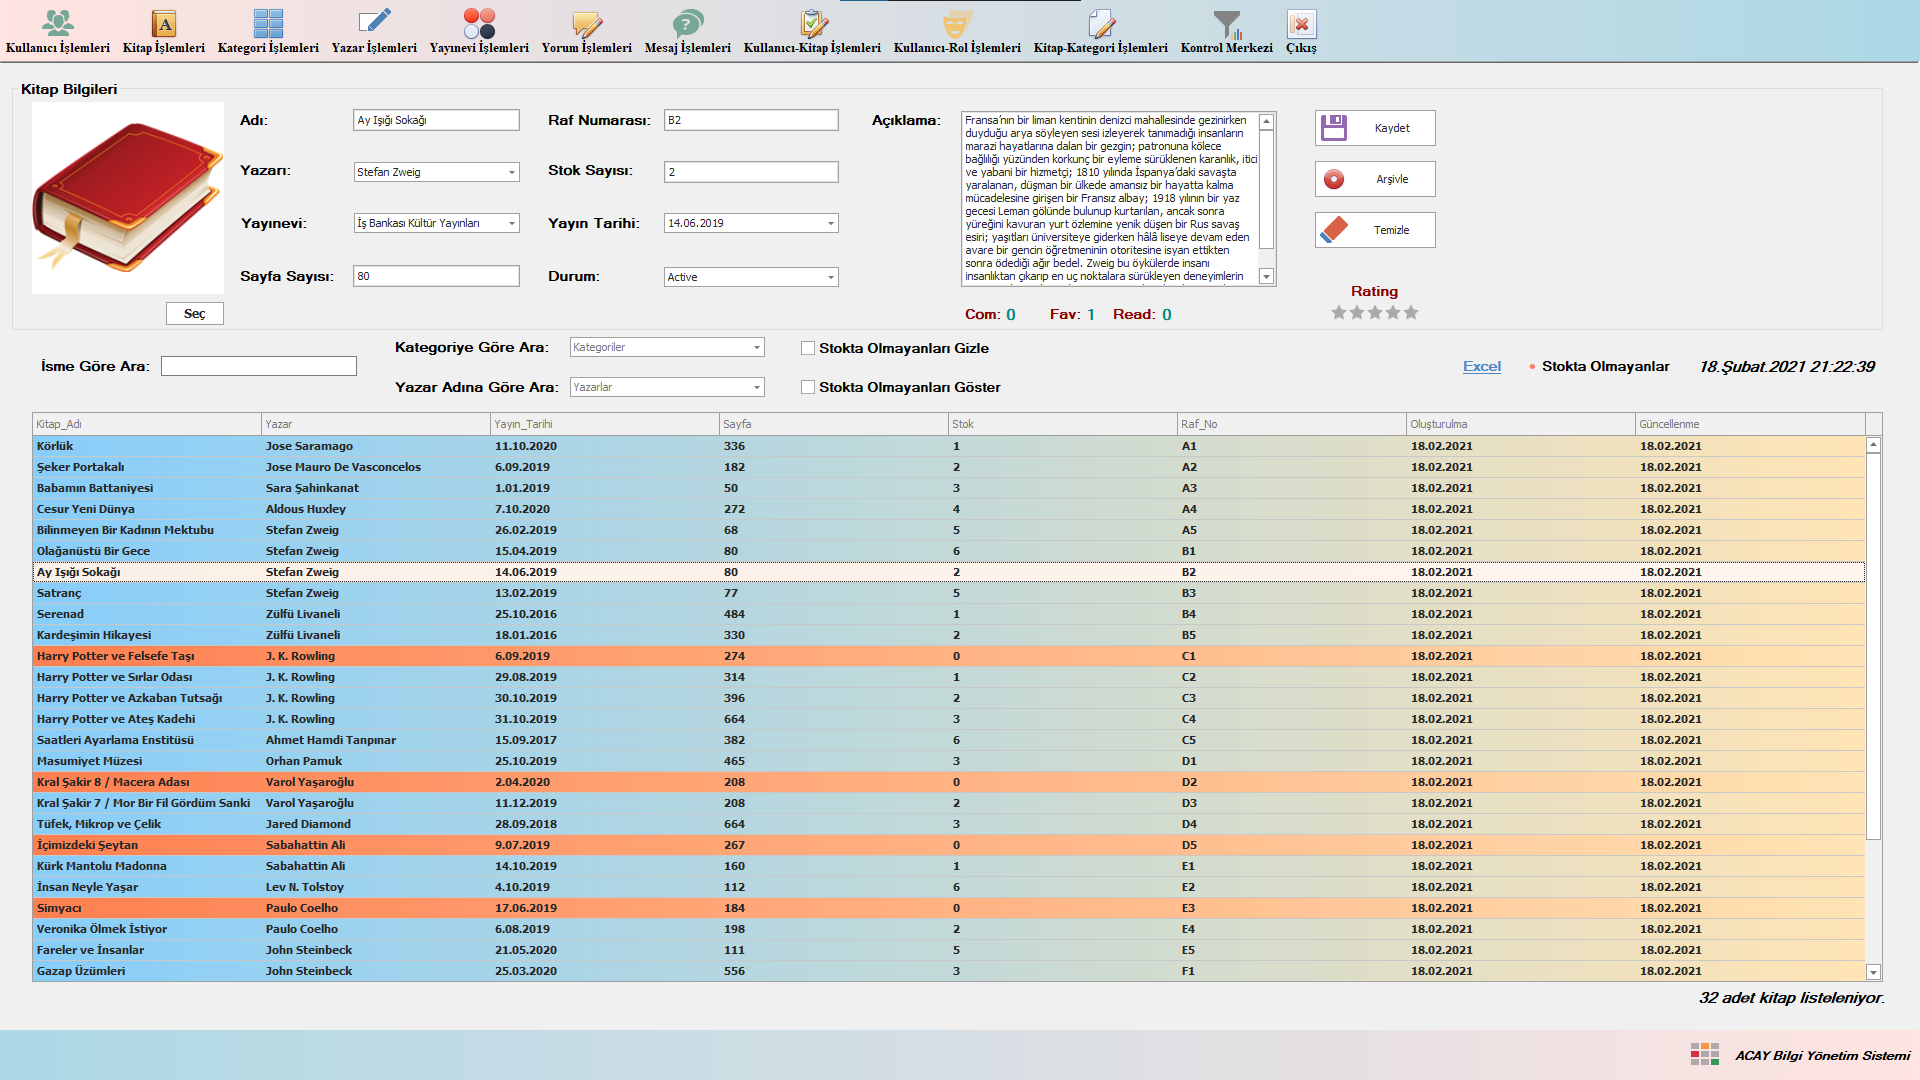 Kullanıcı İşlemleri Kitap İşlemleri Kategori İşlemleri Yazar İşlemleri Yayınevi İşlemleri Yorum İşlemleri Mesaj İşlemleri Kullanıcı-Kitap İşlemleri Kullanıcı-Rol İşlemleri Kitap-Kategori İşlemleri Kontrol Merkezi Çıkış
Kitap Bilgileri
Adı: Ay Işığı Sokağı
Yazarı: Stefan Zweig
Yayınevi: İş Bankası Kültür Yayınları
Sayfa Sayısı: 80
Seç
Raf Numarası: B2
Stok Sayısı: 2
Yayın Tarihi: 14.06.2019
Durum: Active
Açıklama:
Fransa'nın bir liman kentinin denizci mahallesinde gezinirken
duyduğu arya söyleyen sesi izleyerek tanımadığı insanların
marazi hayatlarına dalan bir gezgin; patronuna kölece
bağlılığı yüzünden korkunç bir eyleme sürüklenen karanlık, itici
ve yabani bir hizmetçi; 1810 yılında İspanya'daki savaşta
yaralanan, düşman bir ülkede amansız bir hayatta kalma
mücadelesine girişen bir Fransız albay; 1918 yılının bir yaz
gecesi Leman gölünde bulunup kurtarılan, ancak sonra
yüreğini kavuran yurt özlemine yenik düşen bir Rus savaş
esiri; yaşıtları üniversiteye giderken hâlâ liseye devam eden
avare bir gencin öğretmeninin otoritesine isyan ettikten
sonra ödediği ağır bedel. Zweig bu öykülerde insanı
insanlıktan çıkarıp en uç noktalara sürükleyen deneyimlerin
Com: 0 Fav: 1 Read: 0
Kaydet
Arşivle
Temizle
Rating
İsme Göre Ara:
Kategoriye Göre Ara: Kategoriler
Yazar Adına Göre Ara: Yazarlar
Stokta Olmayanları Gizle
Stokta Olmayanları Göster
Excel
Stokta Olmayanlar
18.Şubat.2021 21:22:39
Kitap_Adı Yazar Yayın_Tarihi Sayfa Stok Raf_No Oluşturulma Güncellenme
Körlük Jose Saramago 11.10.2020 336 1 A1 18.02.2021 18.02.2021
Şeker Portakalı Jose Mauro De Vasconcelos 6.09.2019 182 2 A2 18.02.2021 18.02.2021
Babamın Battaniyesi Sara Şahinkanat 1.01.2019 50 3 A3 18.02.2021 18.02.2021
Cesur Yeni Dünya Aldous Huxley 7.10.2020 272 4 A4 18.02.2021 18.02.2021
Bilinmeyen Bir Kadının Mektubu Stefan Zweig 26.02.2019 68 5 A5 18.02.2021 18.02.2021
Olağanüstü Bir Gece Stefan Zweig 15.04.2019 80 6 B1 18.02.2021 18.02.2021
Ay Işığı Sokağı Stefan Zweig 14.06.2019 80 2 B2 18.02.2021 18.02.2021
Satranç Stefan Zweig 13.02.2019 77 5 B3 18.02.2021 18.02.2021
Serenad Zülfü Livaneli 25.10.2016 484 1 B4 18.02.2021 18.02.2021
Kardeşimin Hikayesi Zülfü Livaneli 18.01.2016 330 2 B5 18.02.2021 18.02.2021
Harry Potter ve Felsefe Taşı J. K. Rowling 6.09.2019 274 0 C1 18.02.2021 18.02.2021
Harry Potter ve Sırlar Odası J. K. Rowling 29.08.2019 314 1 C2 18.02.2021 18.02.2021
Harry Potter ve Azkaban Tutsağı J. K. Rowling 30.10.2019 396 2 C3 18.02.2021 18.02.2021
Harry Potter ve Ateş Kadehi J. K. Rowling 31.10.2019 664 3 C4 18.02.2021 18.02.2021
Saatleri Ayarlama Enstitüsü Ahmet Hamdi Tanpınar 15.09.2017 382 6 C5 18.02.2021 18.02.2021
Masumiyet Müzesi Orhan Pamuk 25.10.2019 465 3 D1 18.02.2021 18.02.2021
Kral Şakir 8 / Macera Adası Varol Yaşaroğlu 2.04.2020 208 0 D2 18.02.2021 18.02.2021
Kral Şakir 7 / Mor Bir Fil Gördüm Sanki Varol Yaşaroğlu 11.12.2019 208 2 D3 18.02.2021 18.02.2021
Tüfek, Mikrop ve Çelik Jared Diamond 28.09.2018 664 3 D4 18.02.2021 18.02.2021
İçimizdeki Şeytan Sabahattin Ali 9.07.2019 267 0 D5 18.02.2021 18.02.2021
Kürk Mantolu Madonna Sabahattin Ali 14.10.2019 160 1 E1 18.02.2021 18.02.2021
İnsan Neyle Yaşar Lev N. Tolstoy 4.10.2019 112 6 E2 18.02.2021 18.02.2021
Simyacı Paulo Coelho 17.06.2019 184 0 E3 18.02.2021 18.02.2021
Veronika Ölmek İstiyor Paulo Coelho 6.08.2019 198 2 E4 18.02.2021 18.02.2021
Fareler ve İnsanlar John Steinbeck 21.05.2020 111 5 E5 18.02.2021 18.02.2021
Gazap Üzümleri John Steinbeck 25.03.2020 556 3 F1 18.02.2021 18.02.2021
32 adet kitap listeleniyor.
ACAY Bilgi Yönetim Sistemi